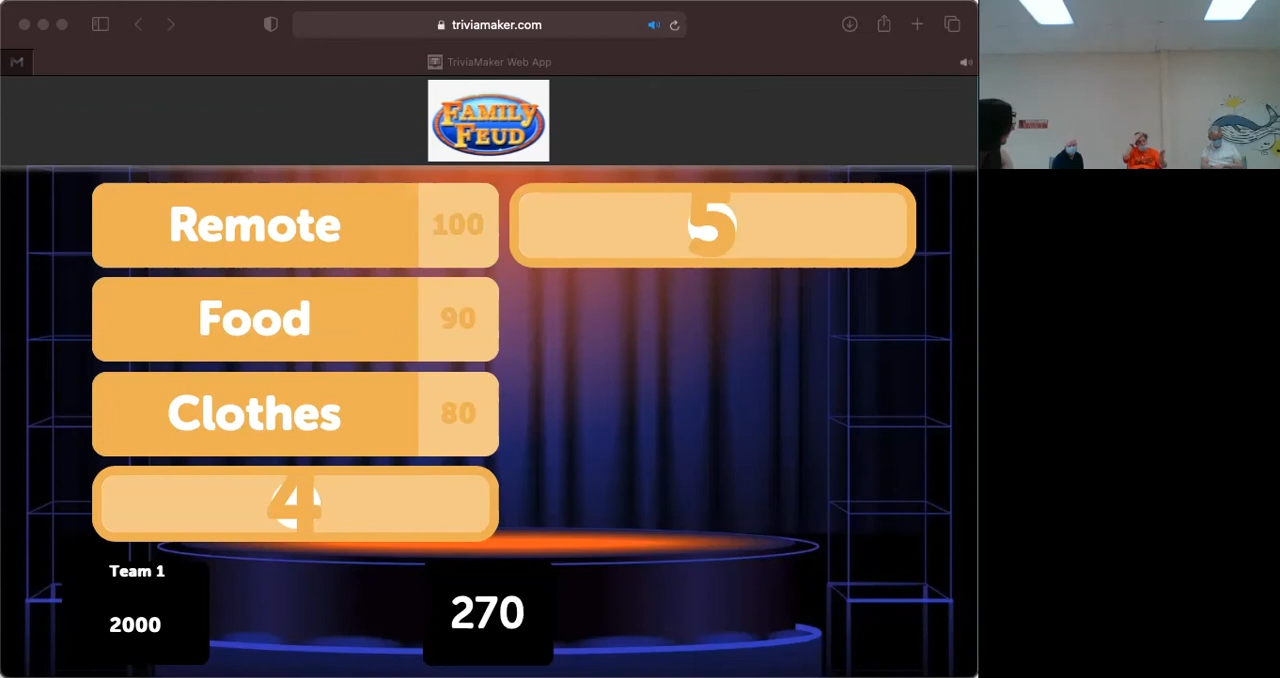 triviamaker.com
M
TriviaMaker Web App
FAMILY
FEUD
Remote 100
5
Food 90
Clothes 80
4
Team 1
2000
270